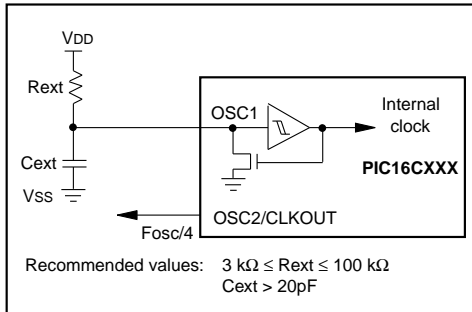 VDD
Rext
OSC1
Internal
clock
Cext
PIC16CXXX
VSS
OSC2/CLKOUT
Fosc/4
Recommended values: 3 kΩ ≤ Rext ≤ 100 kΩ
Cext > 20pF